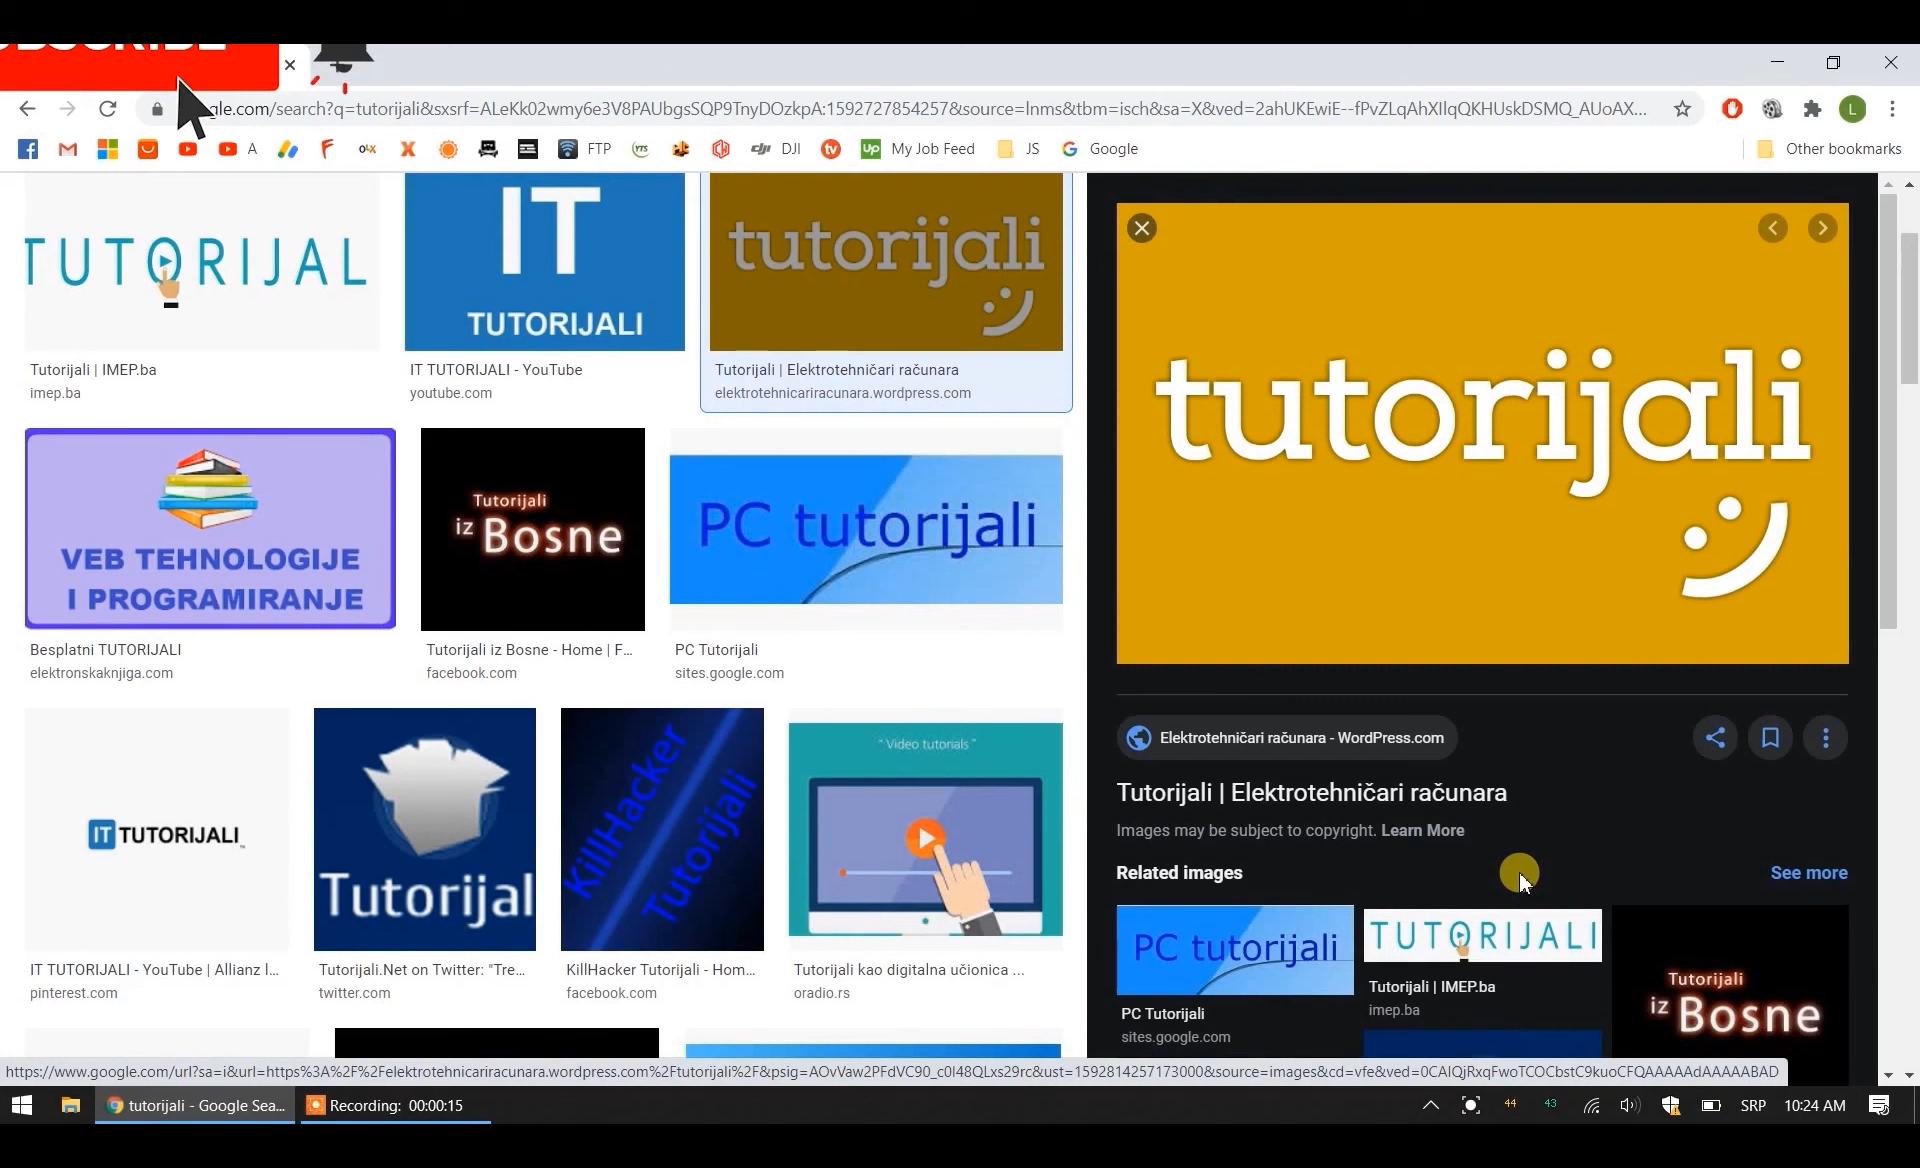 gle.com/search?q=tutorijali&sxsrf=ALeKk02wmy6e3V8PAUbgsSQP9TnyDOzkpA:1592727854257&source=lnms&tbm=isch&sa=X&ved=2ahUKEwiE--fPvZLqAhXIlqQKHUskDSMQ_AUoAX...
L
A
OLX
FTP
YTS
DJI
tv
up My Job Feed
JS
Google
Other bookmarks
TUTORIJAL
Tutorijali | IMEP.ba
imep.ba
IT
TUTORIJALI
IT TUTORIJALI - YouTube
youtube.com
tutorijali
Tutorijali | Elektrotehničari računara
elektrotehnicariracunara.wordpress.com
VEB TEHNOLOGIJE
I PROGRAMIRANJE
Besplatni TUTORIJALI
elektronskaknjiga.com
Tutorijali
iz Bosne
Tutorijali iz Bosne - Home | F...
facebook.com
PC tutorijali
PC Tutorijali
sites.google.com
IT TUTORIJALI
IT TUTORIJALI - YouTube | Allianz l...
pinterest.com
Tutorijal
Tutorijali.Net on Twitter: "Tre...
twitter.com
KillHacker
Tutorijali
KillHacker Tutorijali - Hom...
facebook.com
" Video tutorials "
Tutorijali kao digitalna učionica ...
oradio.rs
tutorijali
Elektrotehničari računara - WordPress.com
Tutorijali | Elektrotehničari računara
Images may be subject to copyright. Learn More
Related images
See more
PC tutorijali
PC Tutorijali
sites.google.com
TUTORIJALI
Tutorijali | IMEP.ba
imep.ba
Tutorijali
iz Bosne
https://www.google.com/url?sa=i&url=https%3A%2F%2Felektrotehnicariracunara.wordpress.com%2Ftutorijali%2F&psig=AOvVaw2PFdVC90_c0I48QLxs29rc&ust=1592814257173000&source=images&cd=vfe&ved=0CAIQjRxqFwoTCOCbstC9kuoCFQAAAAAdAAAAABAD
tutorijali - Google Sea...
Recording: 00:00:15
44
43
SRP
10:24 AM